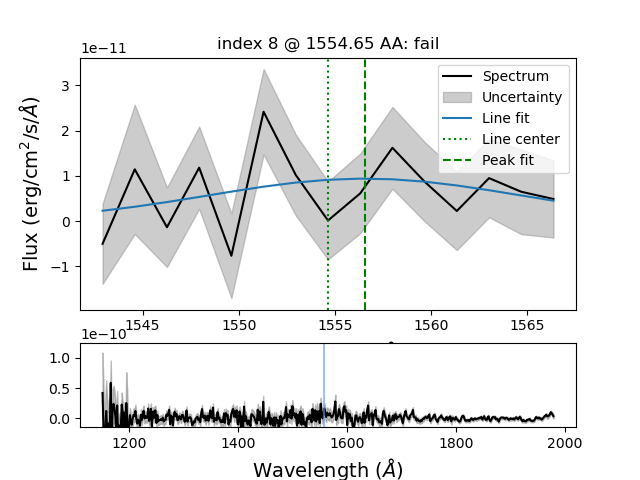 index 8 @ 1554.65 AA: fail
1e−11
Flux (erg/cm²/s/Å)
3
2
1
0
−1
Spectrum
Uncertainty
Line fit
Line center
Peak fit
1545
1550
1555
1560
1565
1e−10
1.0
0.5
0.0
1200
1400
1600
1800
2000
Wavelength (Å)